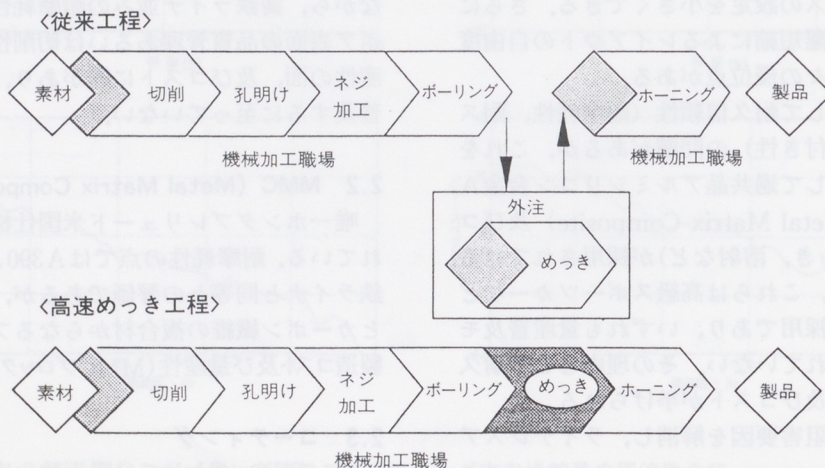 〈従来工程〉
素材
切削
孔明け
ネジ
加工
ボーリング
ホーニング
製品
機械加工職場
機械加工職場
外注
めっき
〈高速めっき工程〉
素材
切削
孔明け
ネジ
加工
ボーリング
めっき
ホーニング
製品
機械加工職場